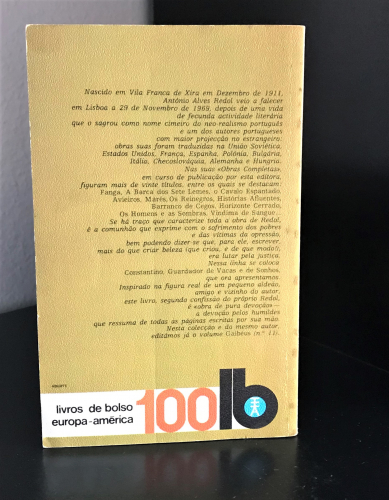 Nascido em Vila Franca de Xira em Dezembro de 1911,
António Alves Redol veio a falecer
em Lisboa a 29 de Novembro de 1969, depois de uma vida
de fecunda actividade literária
que o sagrou como nome cimeiro do neo-realismo português
e um dos autores portugueses
com maior projecção no estrangeiro:
obras suas foram traduzidas na União Soviética,
Estados Unidos, França, Espanha, Polónia, Bulgária,
Itália, Checoslováquia, Alemanha e Hungria.
Nas suas «Obras Completas»,
em curso de publicação por esta editora,
figuram mais de vinte títulos, entre os quais se destacam:
Fanga, A Barca dos Sete Lemes, o Cavalo Espantado,
Avieiros, Marés, Os Reinegros, Histórias Afluentes,
Barranco de Cegos, Horizonte Cerrado,
Os Homens e as Sombras, Vindima de Sangue...
Se há traço que caracterize toda a obra de Redol,
é a comunhão que exprime com o sofrimento dos pobres
e das vítimas da opressão,
bem podendo dizer-se que, para ele, escrever,
mais do que criar beleza (que criou, e de que modo!),
era lutar pela justiça.
Nessa linha se coloca
Constantino, Guardador de Vacas e de Sonhos,
que ora apresentamos.
Inspirado na figura real de um pequeno aldeão,
amigo e vizinho do autor,
este livro, segundo confissão do próprio Redol,
é «obra de pura devoção» —
a devoção pelos humildes
que ressuma de todas as páginas escritas por sua mão.
Nesta colecção e do mesmo autor,
editámos já o volume Gaibéus (n.º 11).
livros de bolso
europa-américa
100
lb